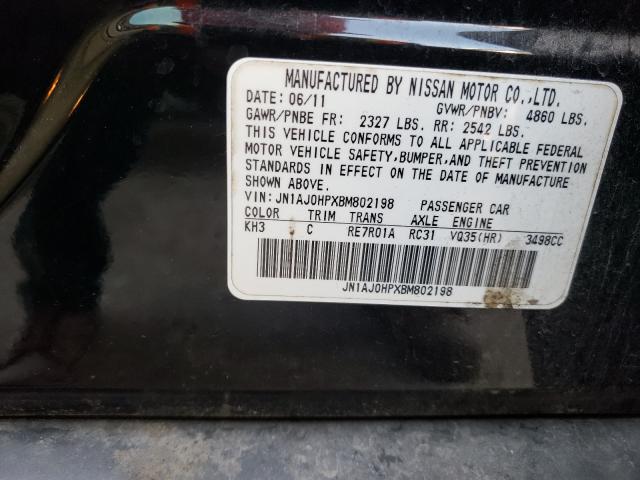 MANUFACTURED BY NISSAN MOTOR CO.,LTD.
DATE: 06/11 GVWR/PNBV: 4860 LBS.
GAWR/PNBE FR: 2327 LBS. RR: 2542 LBS.
THIS VEHICLE CONFORMS TO ALL APPLICABLE FEDERAL
MOTOR VEHICLE SAFETY,BUMPER,AND THEFT PREVENTION
STANDARDS IN EFFECT ON THE DATE OF MANUFACTURE
SHOWN ABOVE.
VIN: JN1AJ0HPXBM802198 PASSENGER CAR
COLOR TRIM TRANS AXLE ENGINE
KH3 C RE7R01A RC31 VQ35(HR) 3498CC
JN1AJ0HPXBM802198